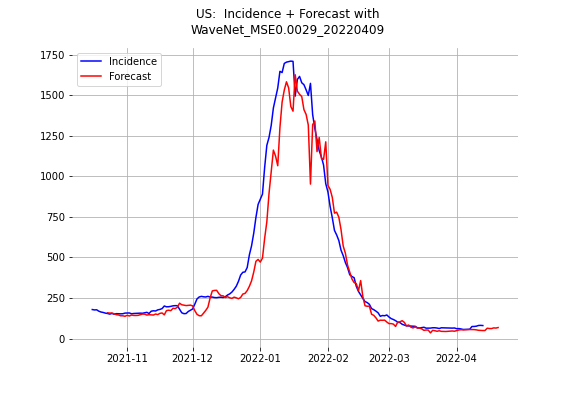 US:  Incidence + Forecast with
WaveNet_MSE0.0029_20220409
Incidence
Forecast
1750
1500
1250
1000
750
500
250
0
2021-11 2021-12 2022-01 2022-02 2022-03 2022-04